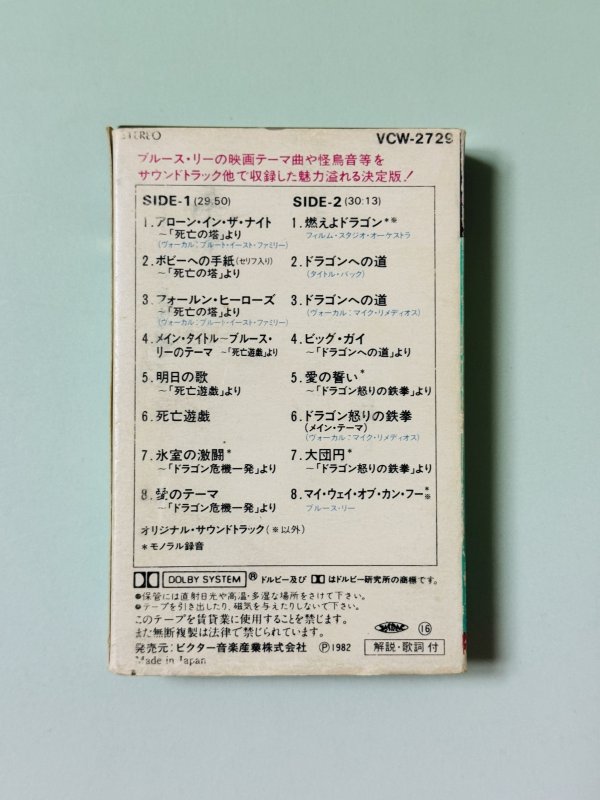 STEREO
VCW-2729
ブルース・リーの映画テーマ曲や怪鳥音等を
サウンドトラック他で収録した魅力溢れる決定版!
SIDE-1 (29:50)
1. アローン・イン・ザ・ナイト
~「死亡の塔」より
(ヴォーカル:ブルート・イースト・ファミリー)
2. ボビーへの手紙(セリフ入り)
~「死亡の塔」より
3. フォールン・ヒーローズ
~「死亡の塔」より
(ヴォーカル:ブルート・イースト・ファミリー)
4. メイン・タイトル~ブルース・
リーのテーマ ~「死亡遊戯」より
5. 明日の歌
~「死亡遊戯」より
6. 死亡遊戯
7. 氷室の激闘*
~「ドラゴン危機一発」より
8. 愛のテーマ
~「ドラゴン危機一発」より
オリジナル・サウンドトラック(※以外)
*モノラル録音
SIDE-2 (30:13)
1. 燃えよドラゴン*※
フィルム・スタジオ・オーケストラ
2. ドラゴンへの道
(タイトル・バック)
3. ドラゴンへの道
(ヴォーカル:マイク・リメディオス)
4. ビッグ・ガイ
~「ドラゴンへの道」より
5. 愛の誓い*
~「ドラゴン怒りの鉄拳」より
6. ドラゴン怒りの鉄拳
(メイン・テーマ)
(ヴォーカル:マイク・リメディオス)
7. 大団円*
~「ドラゴン怒りの鉄拳」より
8. マイ・ウェイ・オブ・カン・フー*※
ブルース・リー
DOLBY SYSTEM ® ドルビー及び はドルビー研究所の商標です。
●保管には直射日光や高温・多湿な場所をさけて下さい。
●テープを引き出したり、磁気を与えたりしないで下さい。
このテープを賃貸業に使用することを禁じます。
また無断複製は法律で禁じられています。
⑯
発売元:ビクター音楽産業株式会社 Ⓟ1982 解説・歌詞付
Made in Japan